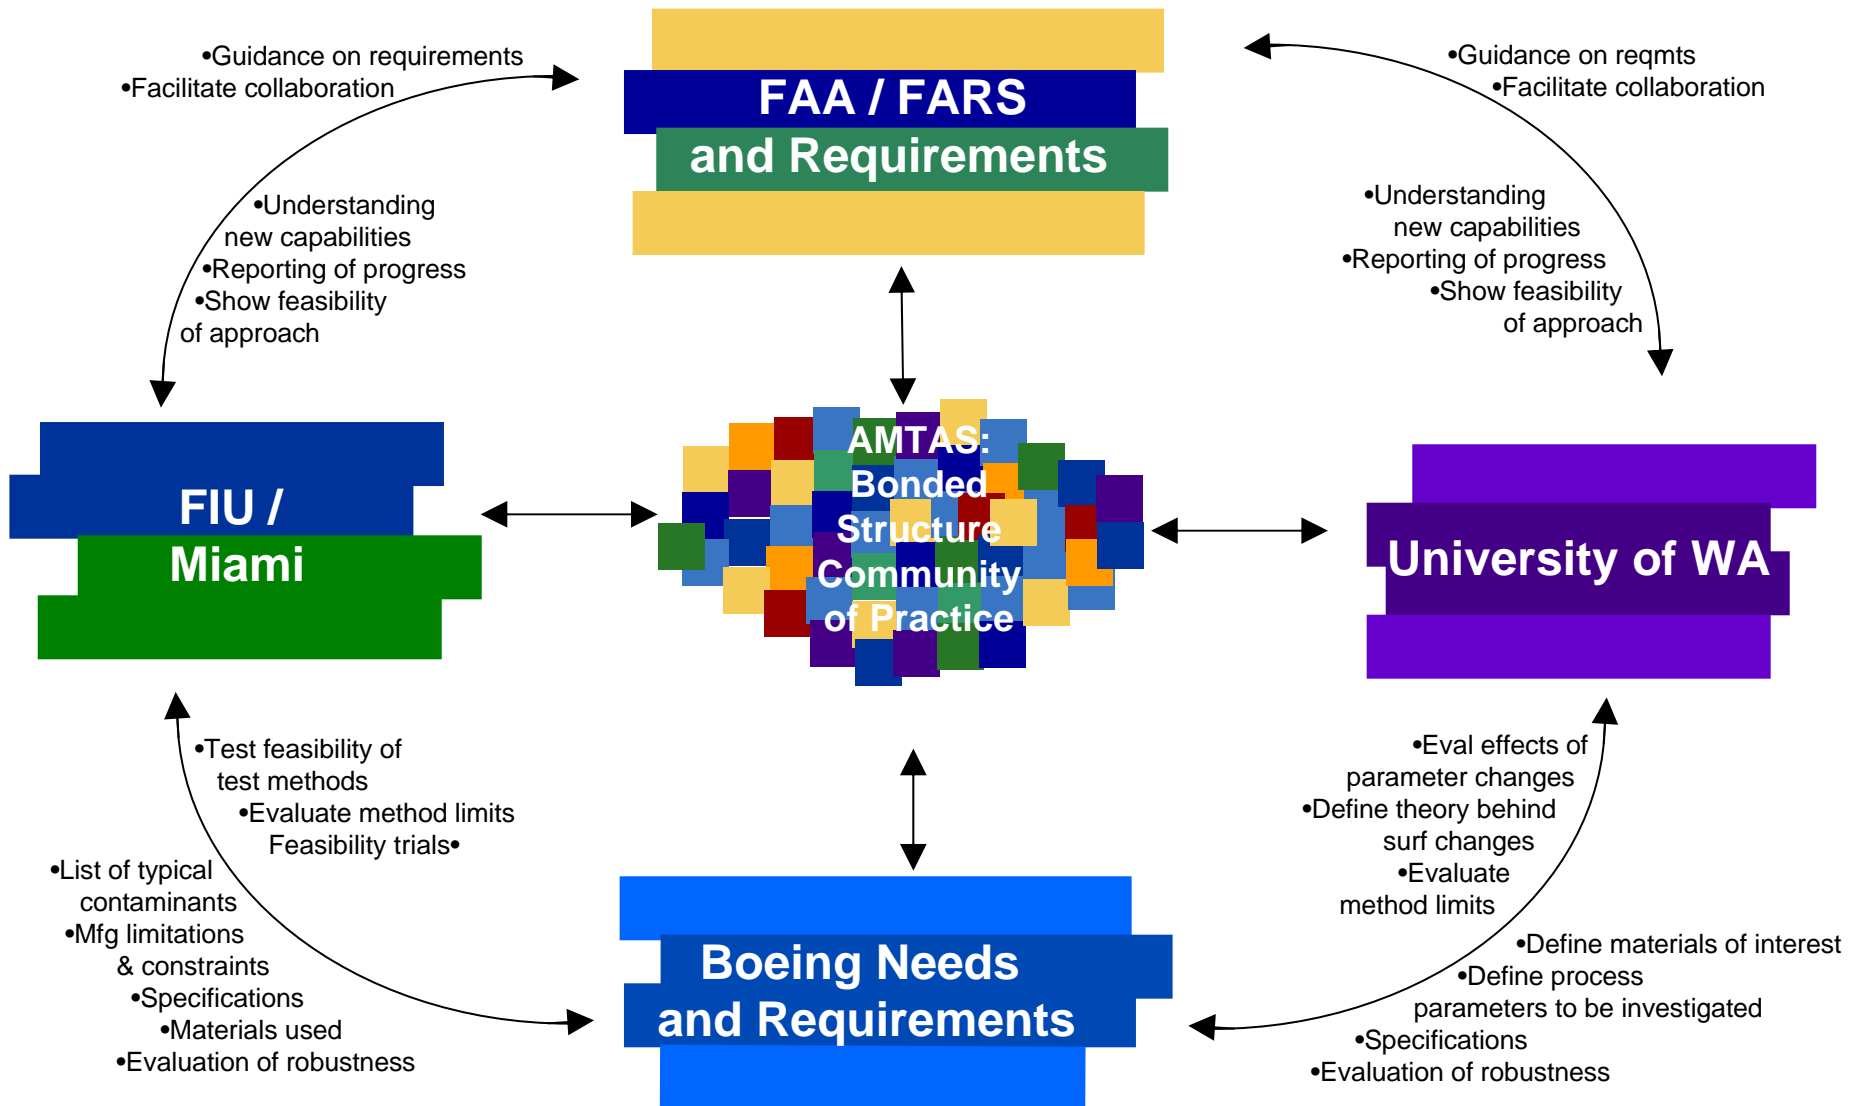 •Guidance on requirements
•Facilitate collaboration
FAA / FARS
and Requirements
•Guidance on reqmts
•Facilitate collaboration
•Understanding
new capabilities
•Reporting of progress
•Show feasibility
of approach
•Understanding
new capabilities
•Reporting of progress
•Show feasibility
of approach
FIU /
Miami
AMTAS:
Bonded
Structure
Community
of Practice
University of WA
•Test feasibility of
test methods
•Evaluate method limits
Feasibility trials•
•List of typical
contaminants
•Mfg limitations
& constraints
•Specifications
•Materials used
•Evaluation of robustness
Boeing Needs
and Requirements
•Eval effects of
parameter changes
•Define theory behind
surf changes
•Evaluate
method limits
•Define materials of interest
•Define process
parameters to be investigated
•Specifications
•Evaluation of robustness